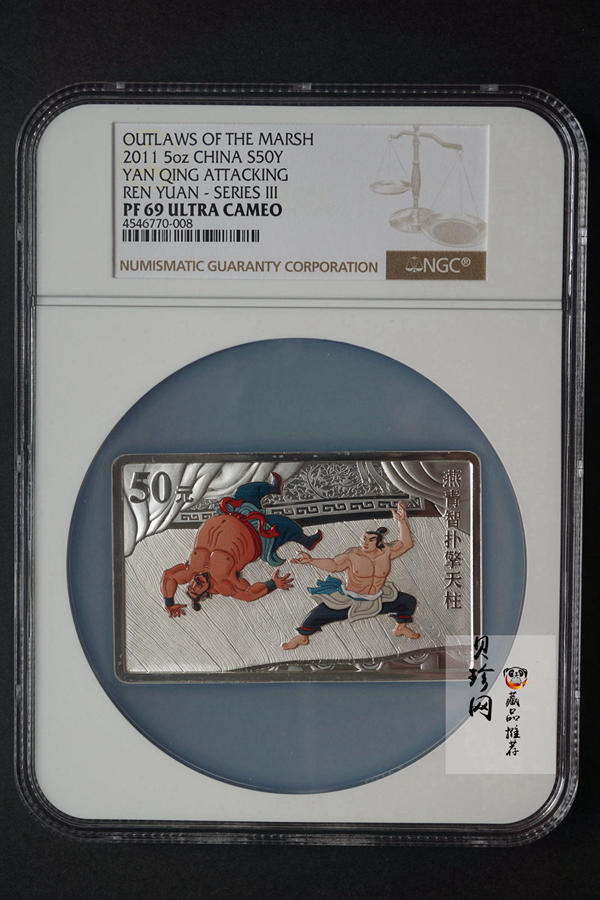 OUTLAWS OF THE MARSH
2011 5oz CHINA S50Y
YAN QING ATTACKING
REN YUAN - SERIES III
PF 69 ULTRA CAMEO
4546770-008
NUMISMATIC GUARANTY CORPORATION
NGC®
50元
燕青智扑擎天柱
贝珍网
藏品推荐